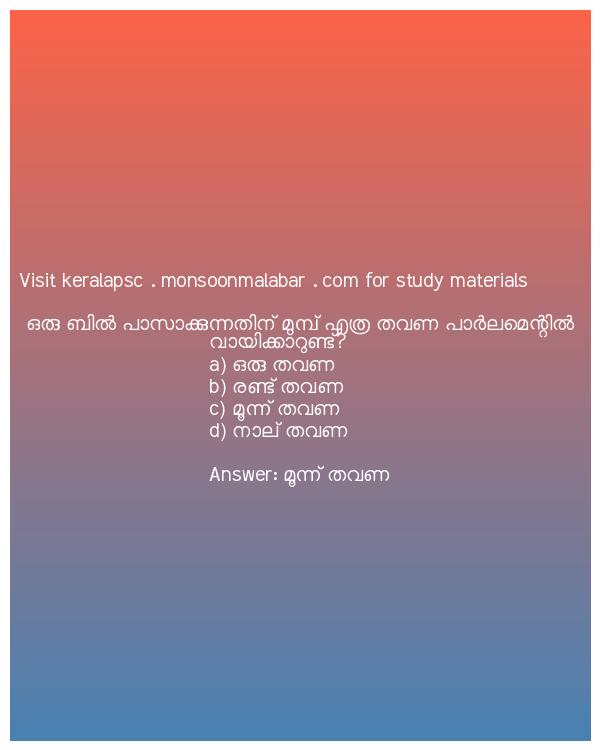 Visit keralapsc . monsoonmalabar . com for study materials
ഒരു ബിൽ പാസാക്കുന്നതിന് മുമ്പ് എത്ര തവണ പാർലമെന്റിൽ
വായിക്കാറുണ്ട്?
a) ഒരു തവണ
b) രണ്ട് തവണ
c) മൂന്ന് തവണ
d) നാല് തവണ
Answer: മൂന്ന് തവണ